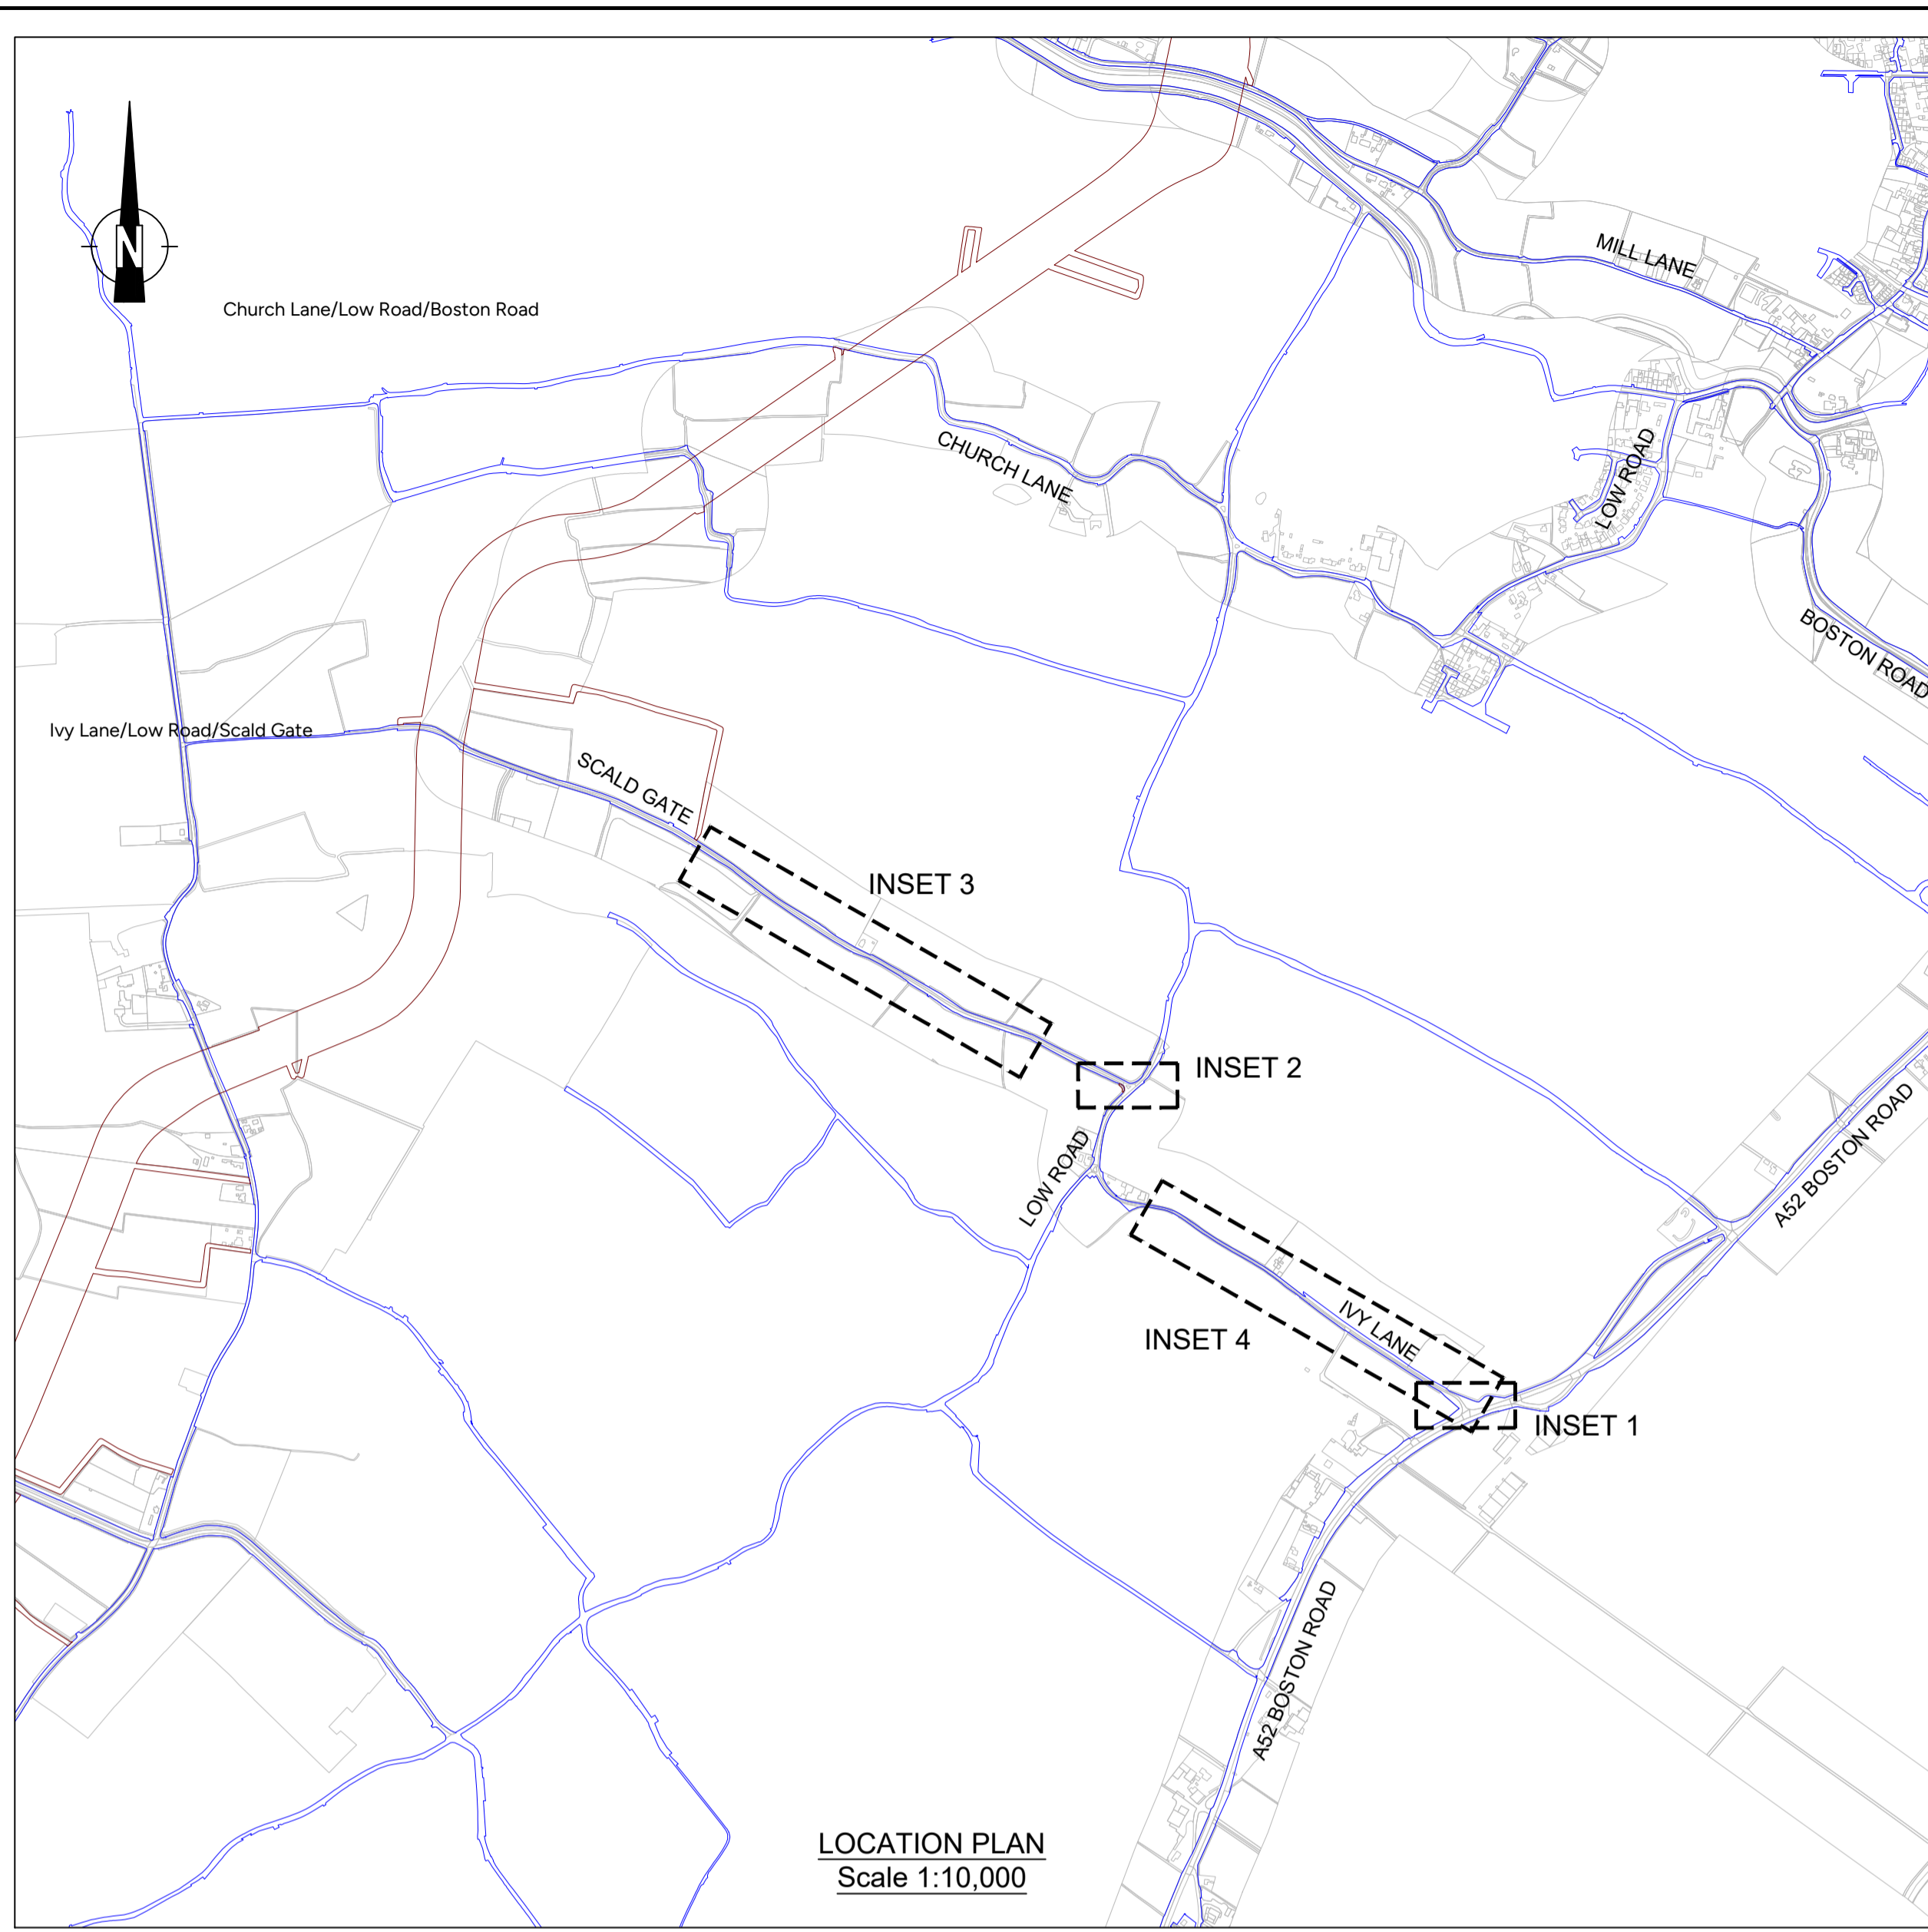 N
Church Lane/Low Road/Boston Road
MILL LANE
CHURCH LANE
LOW ROAD
BOSTON ROAD
Ivy Lane/Low Road/Scald Gate
SCALD GATE
INSET 3
INSET 2
LOW ROAD
A52 BOSTON ROAD
IVY LANE
INSET 4
INSET 1
A52 BOSTON ROAD
LOCATION PLAN
Scale 1:10,000